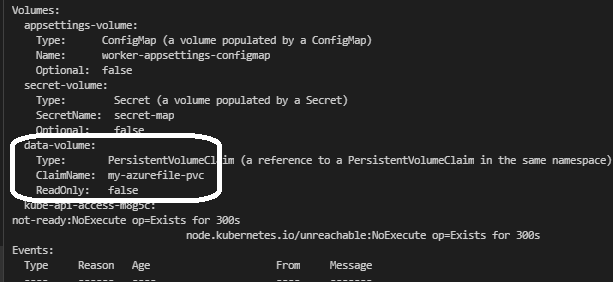 Volumes:
appsettings-volume:
Type: ConfigMap (a volume populated by a ConfigMap)
Name: worker-appsettings-configmap
Optional: false
secret-volume:
Type: Secret (a volume populated by a Secret)
SecretName: secret-map
Optional: false
data-volume:
Type: PersistentVolumeClaim (a reference to a PersistentVolumeClaim in the same namespace)
ClaimName: my-azurefile-pvc
ReadOnly: false
kube-api-access-m8g5c:
not-ready:NoExecute op=Exists for 300s
node.kubernetes.io/unreachable:NoExecute op=Exists for 300s
Events:
Type Reason Age From Message
---- ------ ---- ---- -------